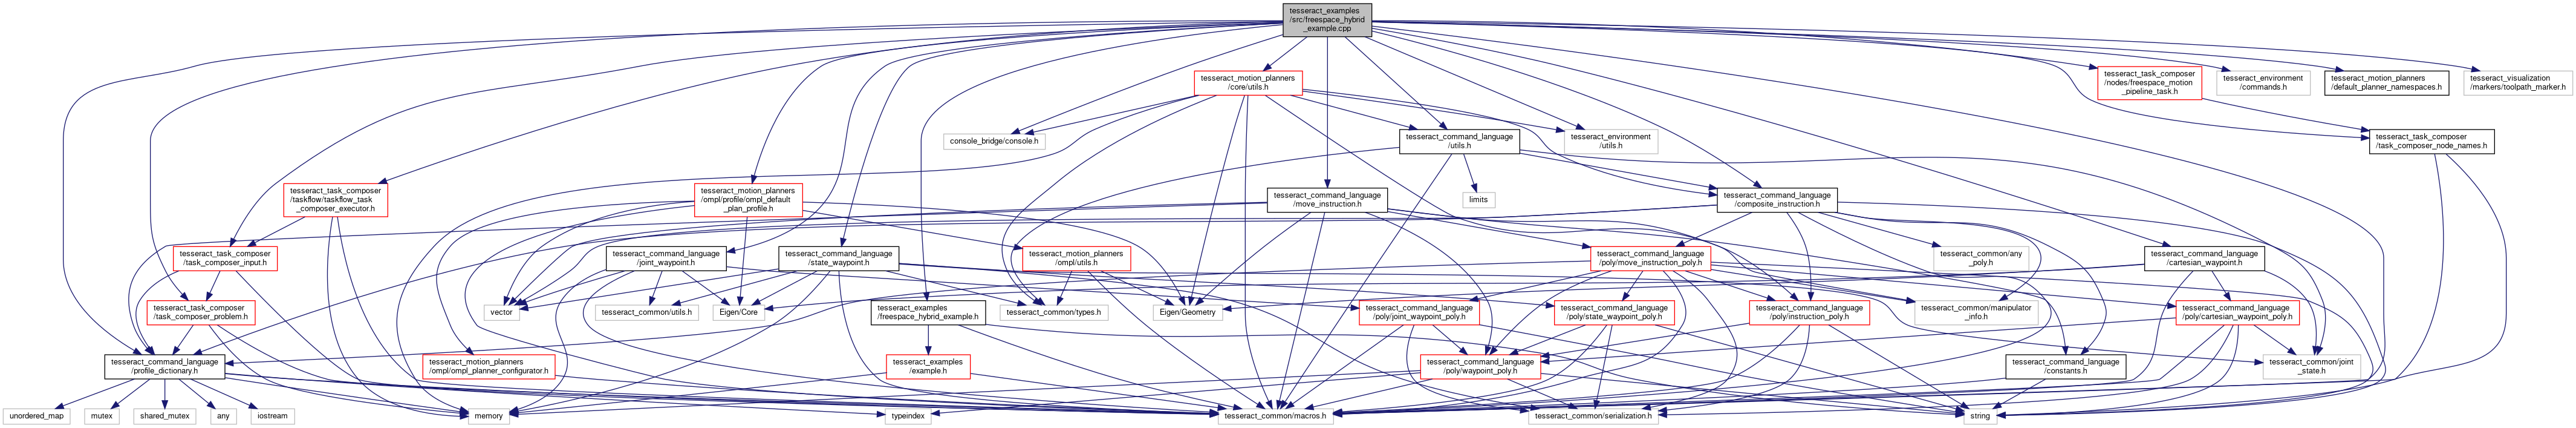 tesseract_examples
/src/freespace_hybrid
_example.cpp
tesseract_motion_planners
/core/utils.h
tesseract_task_composer
/nodes/freespace_motion
_pipeline_task.h
tesseract_environment
/commands.h
tesseract_motion_planners
/default_planner_namespaces.h
tesseract_visualization
/markers/toolpath_marker.h
console_bridge/console.h
tesseract_command_language
/utils.h
tesseract_environment
/utils.h
tesseract_task_composer
/task_composer_node_names.h
tesseract_task_composer
/taskflow/taskflow_task
_composer_executor.h
tesseract_motion_planners
/ompl/profile/ompl_default
_plan_profile.h
tesseract_command_language
/move_instruction.h
limits
tesseract_command_language
/composite_instruction.h
tesseract_task_composer
/task_composer_input.h
tesseract_command_language
/joint_waypoint.h
tesseract_command_language
/state_waypoint.h
tesseract_motion_planners
/ompl/utils.h
tesseract_command_language
/poly/move_instruction_poly.h
tesseract_common/any
_poly.h
tesseract_command_language
/cartesian_waypoint.h
tesseract_task_composer
/task_composer_problem.h
vector
tesseract_common/utils.h
Eigen/Core
tesseract_examples
/freespace_hybrid_example.h
tesseract_common/types.h
Eigen/Geometry
tesseract_command_language
/poly/joint_waypoint_poly.h
tesseract_command_language
/poly/state_waypoint_poly.h
tesseract_command_language
/poly/instruction_poly.h
tesseract_common/manipulator
_info.h
tesseract_command_language
/poly/cartesian_waypoint_poly.h
tesseract_command_language
/profile_dictionary.h
tesseract_motion_planners
/ompl/ompl_planner_configurator.h
tesseract_examples
/example.h
tesseract_command_language
/poly/waypoint_poly.h
tesseract_command_language
/constants.h
tesseract_common/joint
_state.h
unordered_map
mutex
shared_mutex
any
iostream
memory
typeindex
tesseract_common/macros.h
tesseract_common/serialization.h
string